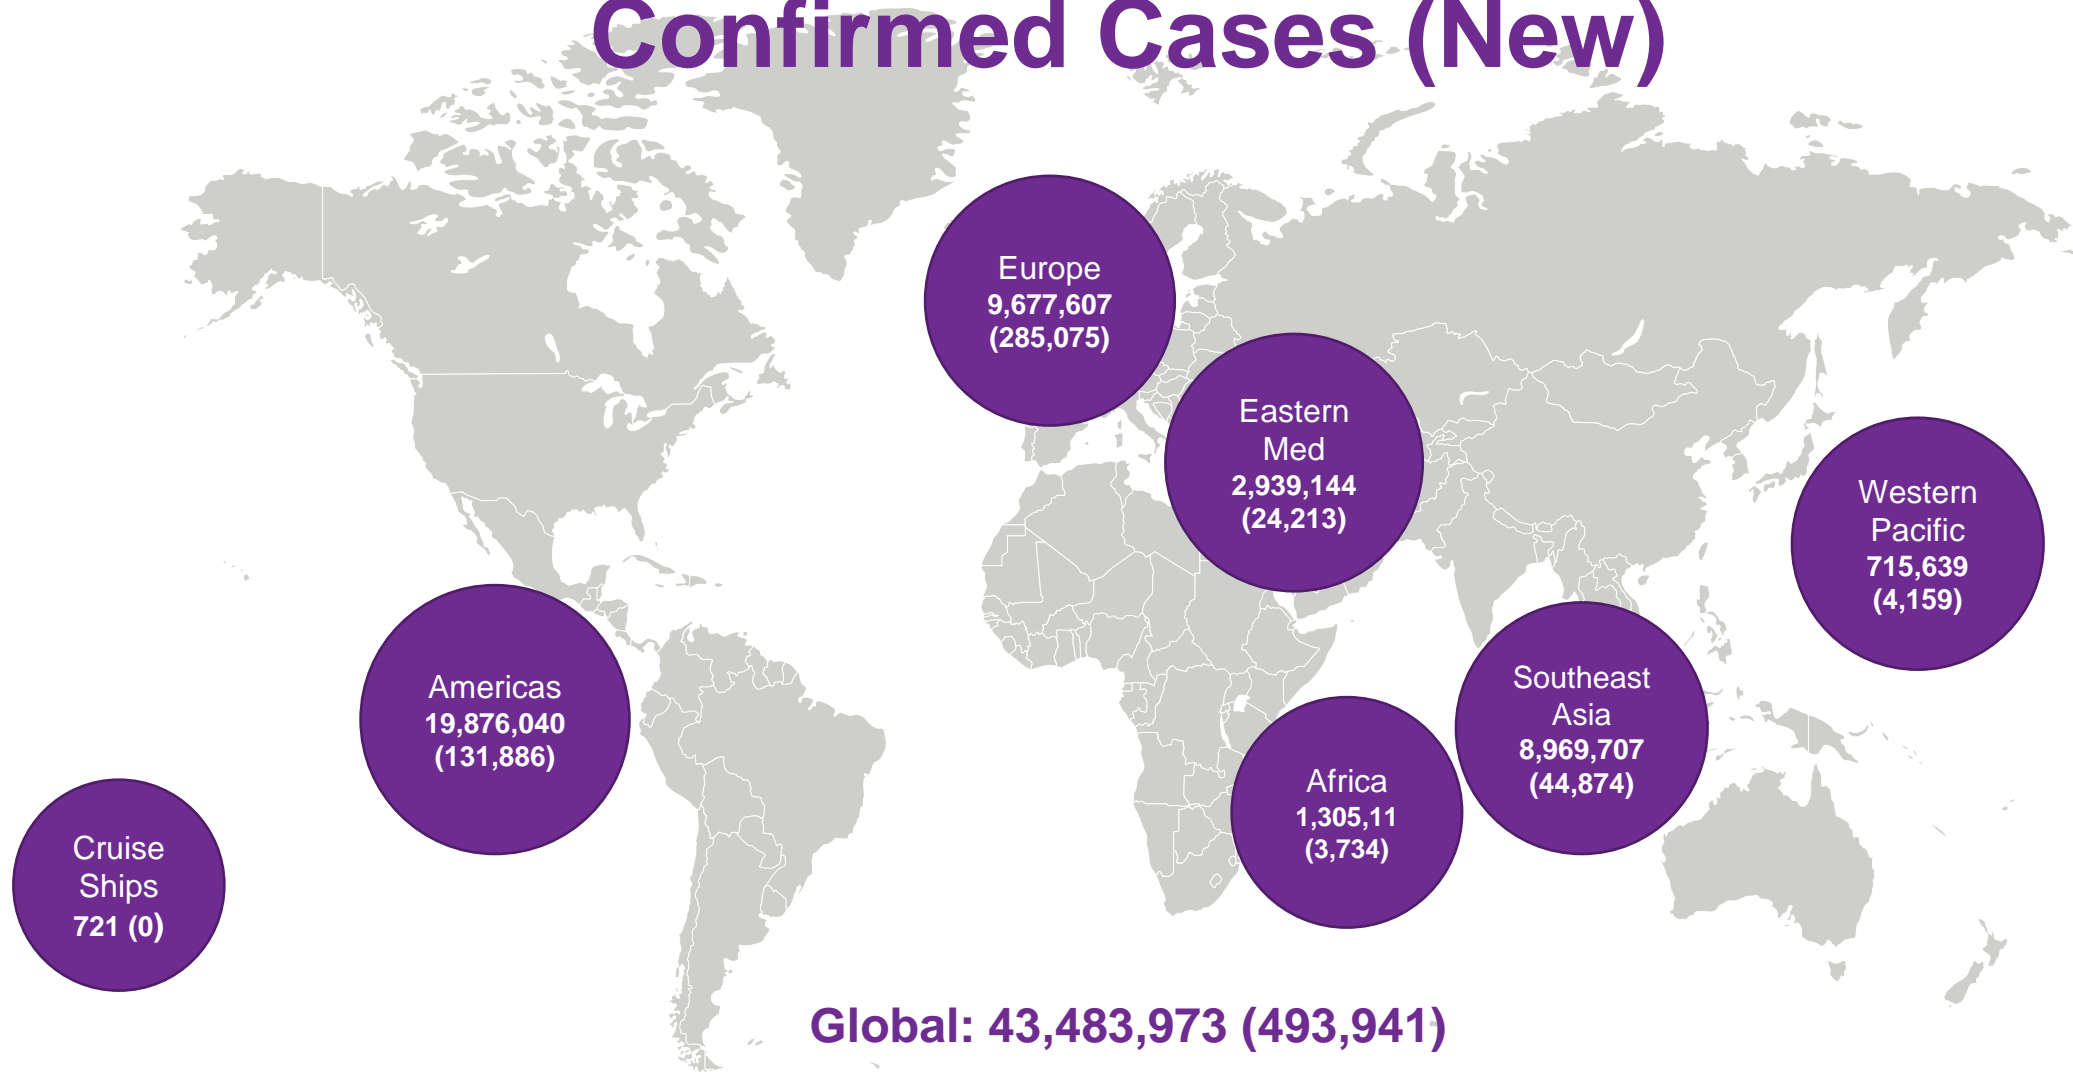 Confirmed Cases (New)
Europe
9,677,607
(285,075)
Eastern
Med
2,939,144
(24,213)
Western
Pacific
715,639
(4,159)
Americas
19,876,040
(131,886)
Southeast
Asia
8,969,707
(44,874)
Africa
1,305,11
(3,734)
Cruise
Ships
721 (0)
Global: 43,483,973 (493,941)